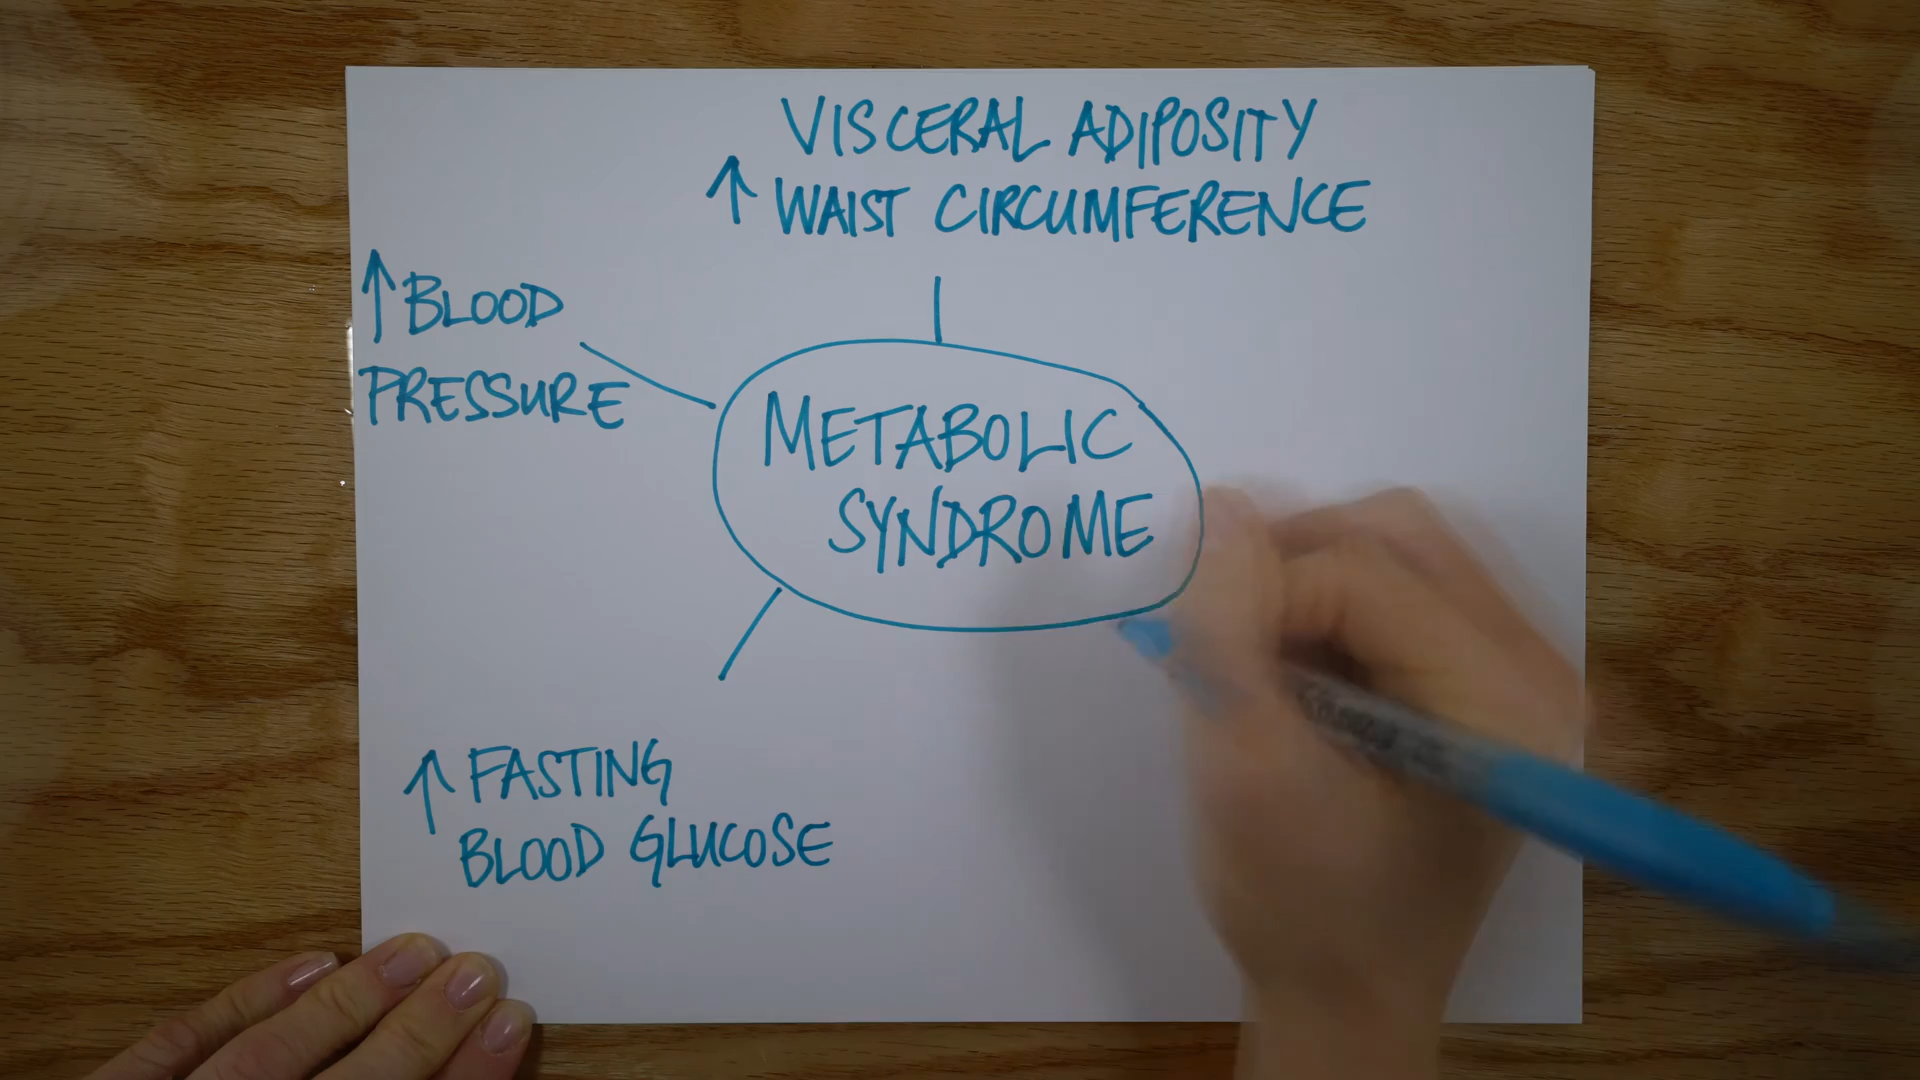 VISCERAL ADIPOSITY
↑ WAIST CIRCUMFERENCE
↑ BLOOD
PRESSURE
METABOLIC
SYNDROME
↑ FASTING
BLOOD GLUCOSE